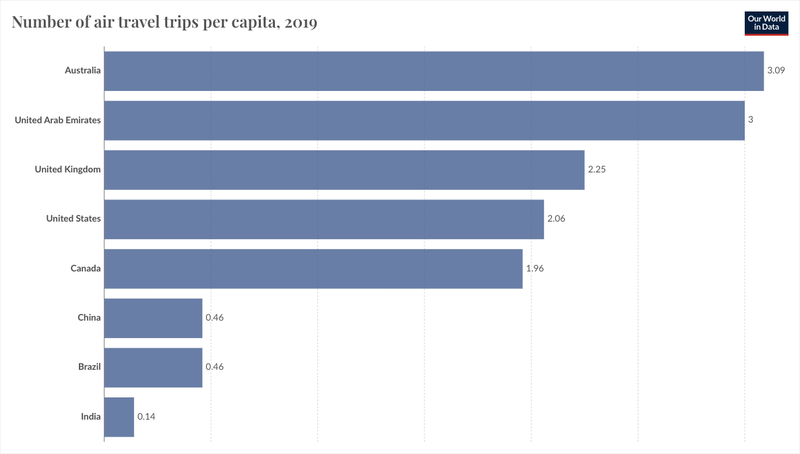 Number of air travel trips per capita, 2019
Our World
in Data
Australia 3.09
United Arab Emirates 3
United Kingdom 2.25
United States 2.06
Canada 1.96
China 0.46
Brazil 0.46
India 0.14